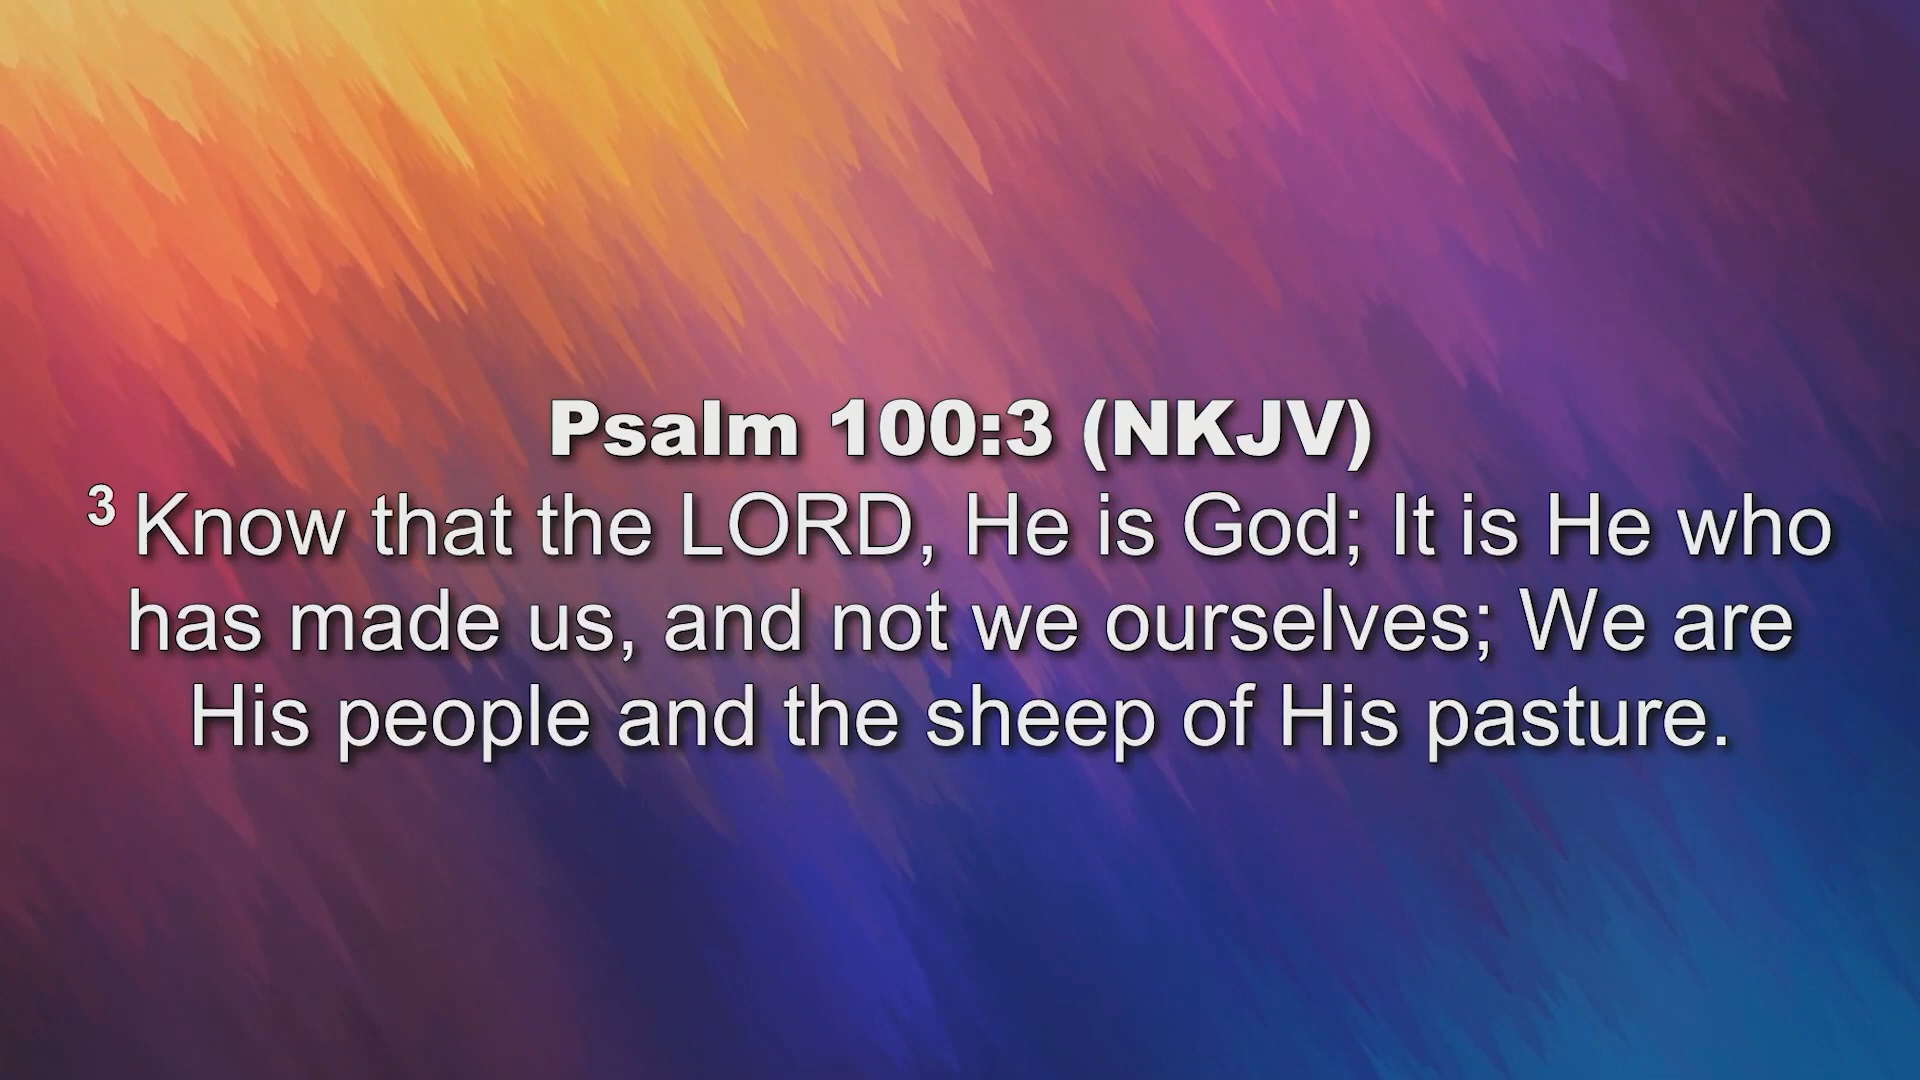 Psalm 100:3 (NKJV)
3 Know that the LORD, He is God; It is He who
has made us, and not we ourselves; We are
His people and the sheep of His pasture.